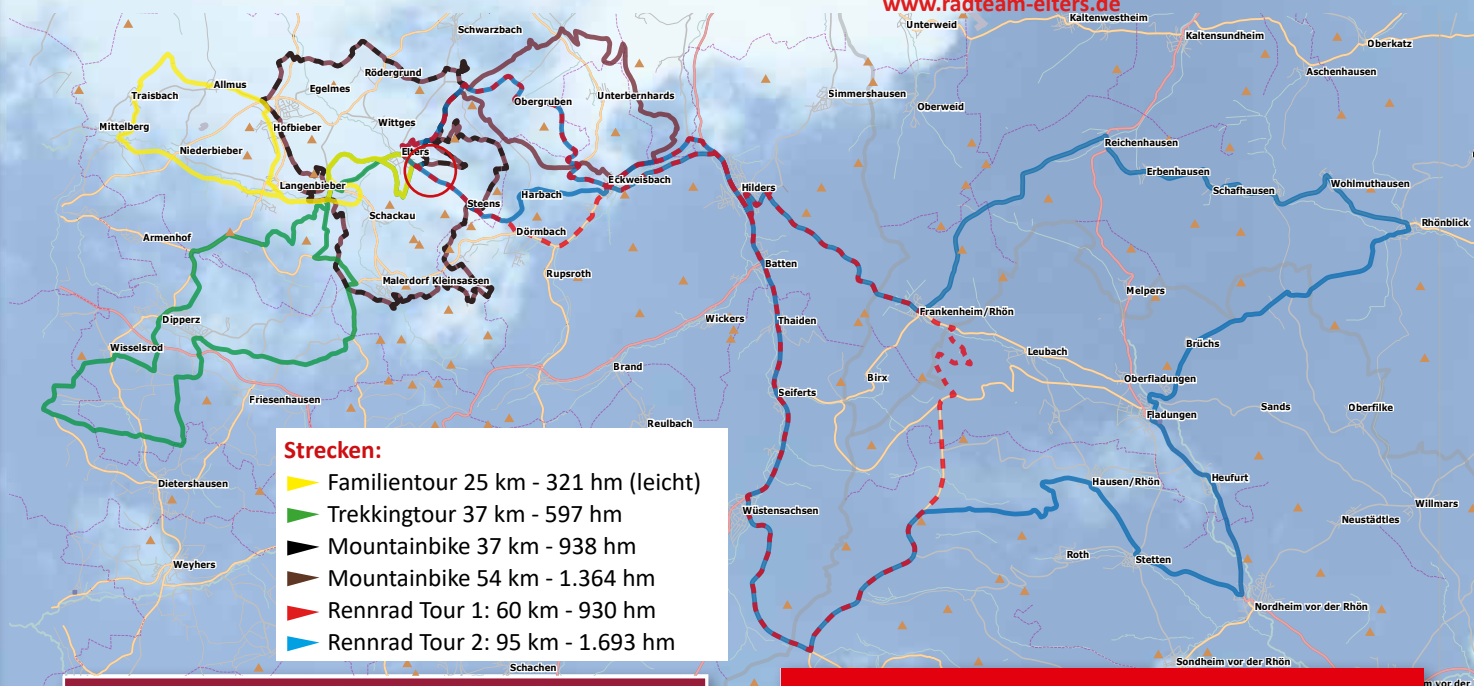 www.radteam-elters.de
Unterweid
Kaltenwestheim
Schwarzbach
Kaltensundheim
Oberkatz
Rödergrund
Aschenhausen
Allmus
Egelmes
Traisbach
Obergruben
Unterbernhards
Simmershausen
Oberweid
Mittelberg
Hofbieber
Wittges
Niederbieber
Elters
Reichenhausen
Langenbieber
Eckweisbach
Erbenhausen
Hilders
Schafhausen
Wohlmuthausen
Harbach
Steens
Schackau
Rhönblick
Armenhof
Dörmbach
Batten
Rupsroth
Malerdorf Kleinsassen
Melpers
Frankenheim/Rhön
Dipperz
Wickers
Thaiden
Wisselsrod
Brüchs
Leubach
Brand
Birx
Oberfladungen
Seiferts
Friesenhausen
Sands
Oberfilke
Fladungen
Reulbach
Strecken:
Familientour 25 km - 321 hm (leicht)
Trekkingtour 37 km - 597 hm
Mountainbike 37 km - 938 hm
Mountainbike 54 km - 1.364 hm
Rennrad Tour 1: 60 km - 930 hm
Rennrad Tour 2: 95 km - 1.693 hm
Dietershausen
Hausen/Rhön
Heufurt
Wüstensachsen
Willmars
Neustädtles
Weyhers
Roth
Stetten
Nordheim vor der Rhön
Schachen
Sondheim vor der Rhön
m vor der